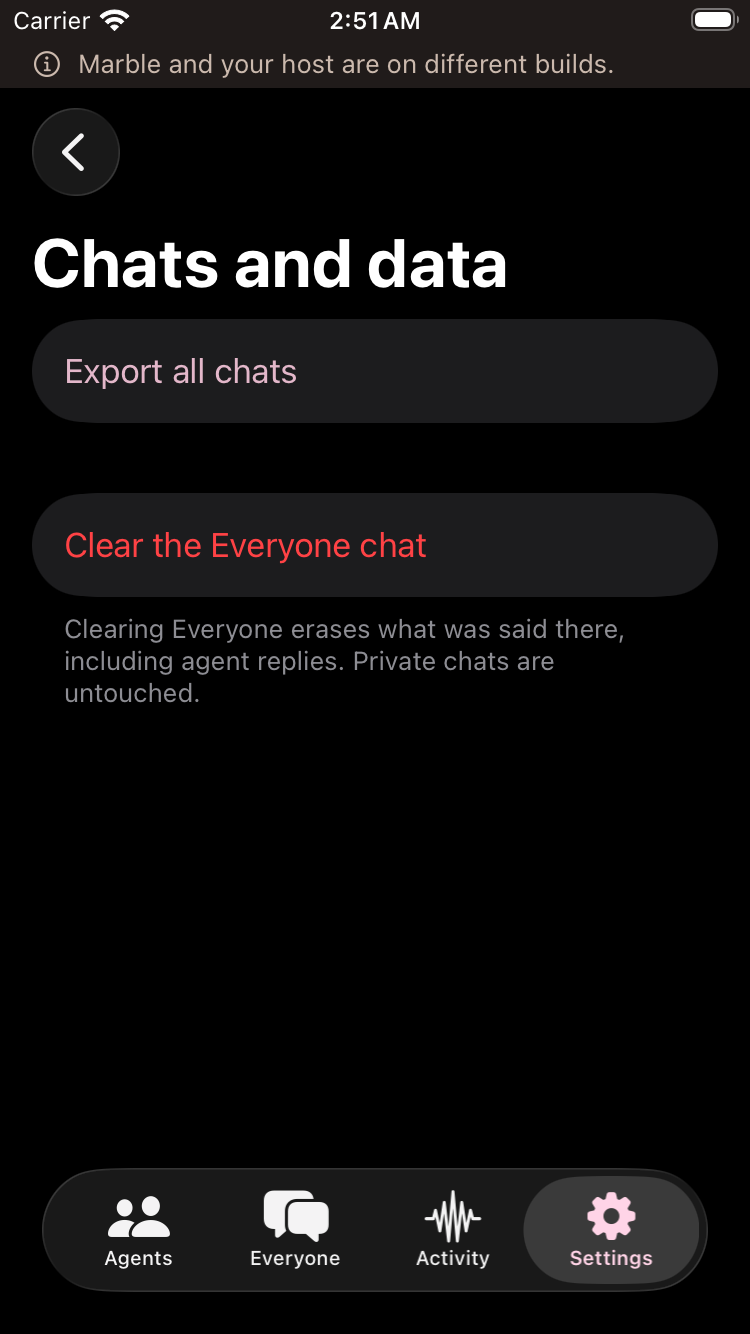 Carrier 2:51 AM
Marble and your host are on different builds.
Chats and data
Export all chats
Clear the Everyone chat
Clearing Everyone erases what was said there,
including agent replies. Private chats are
untouched.
Agents Everyone Activity Settings